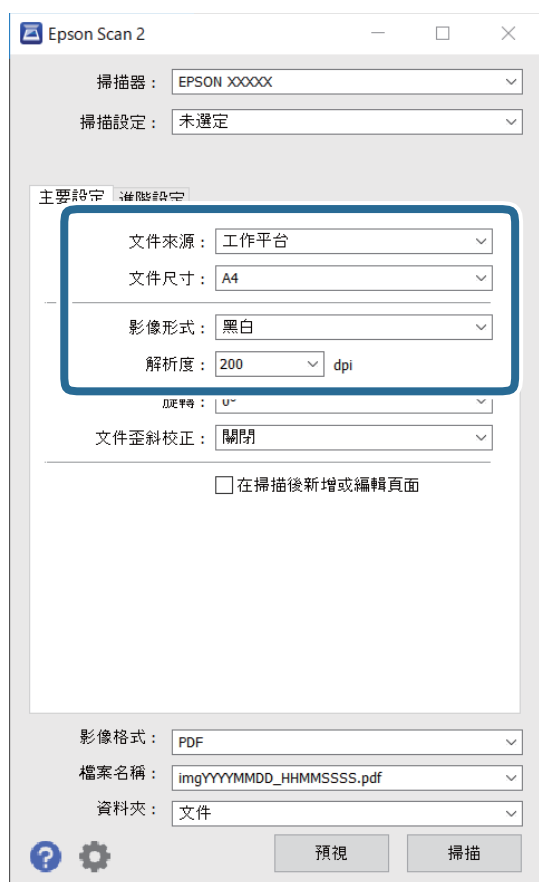 Epson Scan 2
掃描器： EPSON XXXXX
掃描設定： 未選定
主要設定 進階設定
文件來源： 工作平台
文件尺寸： A4
影像形式： 黑白
解析度： 200 dpi
旋轉： 0°
文件歪斜校正： 關閉
在掃描後新增或編輯頁面
影像格式： PDF
檔案名稱： imgYYYYMMDD_HHMMSSSS.pdf
資料夾： 文件
預視 掃描